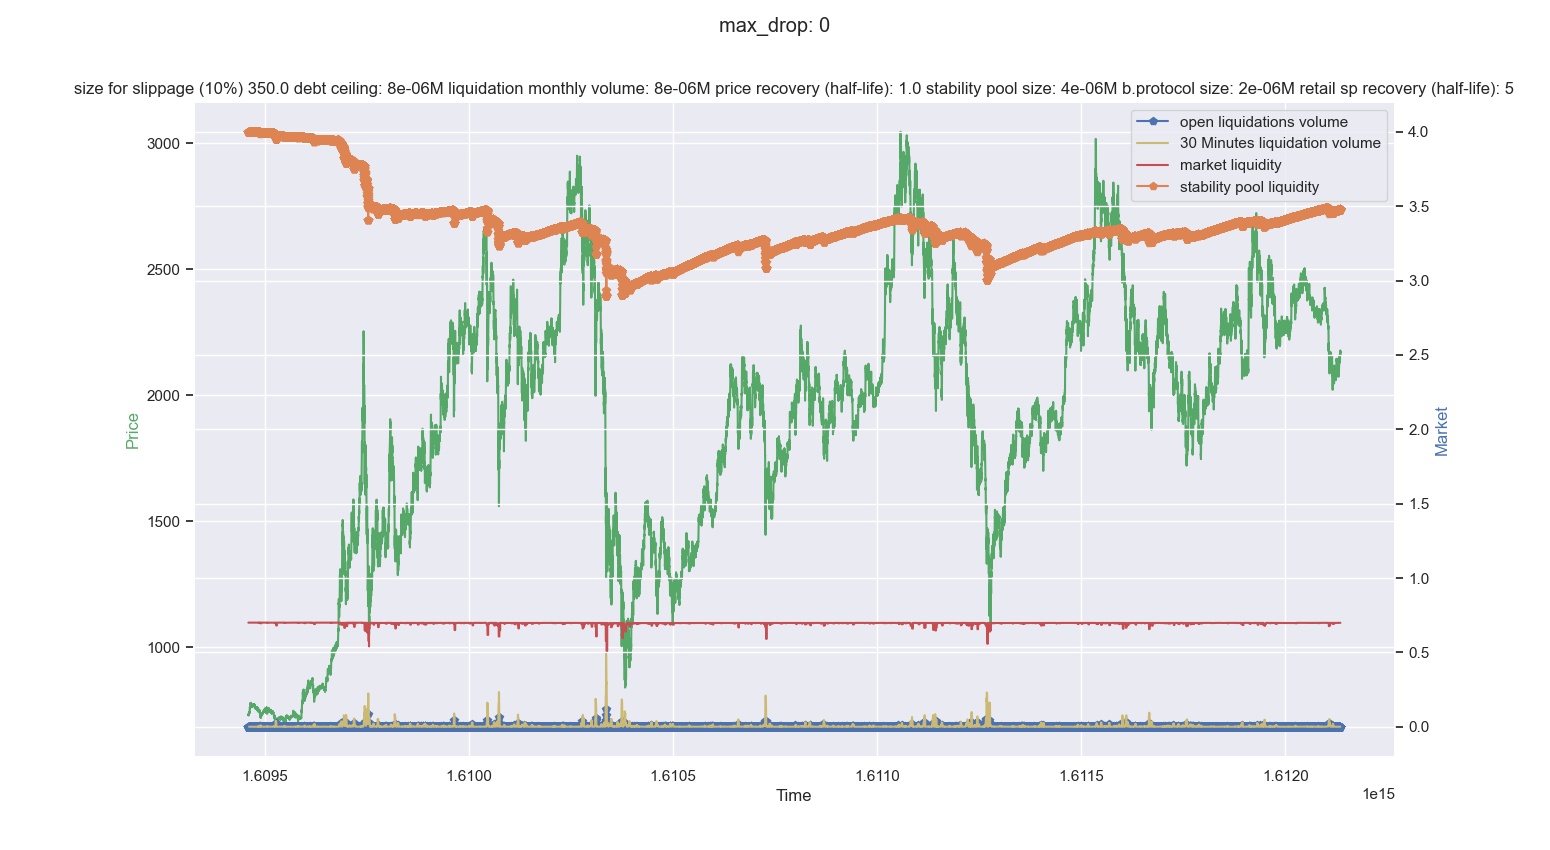 max_drop: 0
size for slippage (10%) 350.0 debt ceiling: 8e-06M liquidation monthly volume: 8e-06M price recovery (half-life): 1.0 stability pool size: 4e-06M b.protocol size: 2e-06M retail sp recovery (half-life): 5
open liquidations volume
30 Minutes liquidation volume
market liquidity
stability pool liquidity
3000
2500
2000
1500
1000
Price
4.0
3.5
3.0
2.5
2.0
1.5
1.0
0.5
0.0
Market
1.6095 1.6100 1.6105 1.6110 1.6115 1.6120
1e15
Time